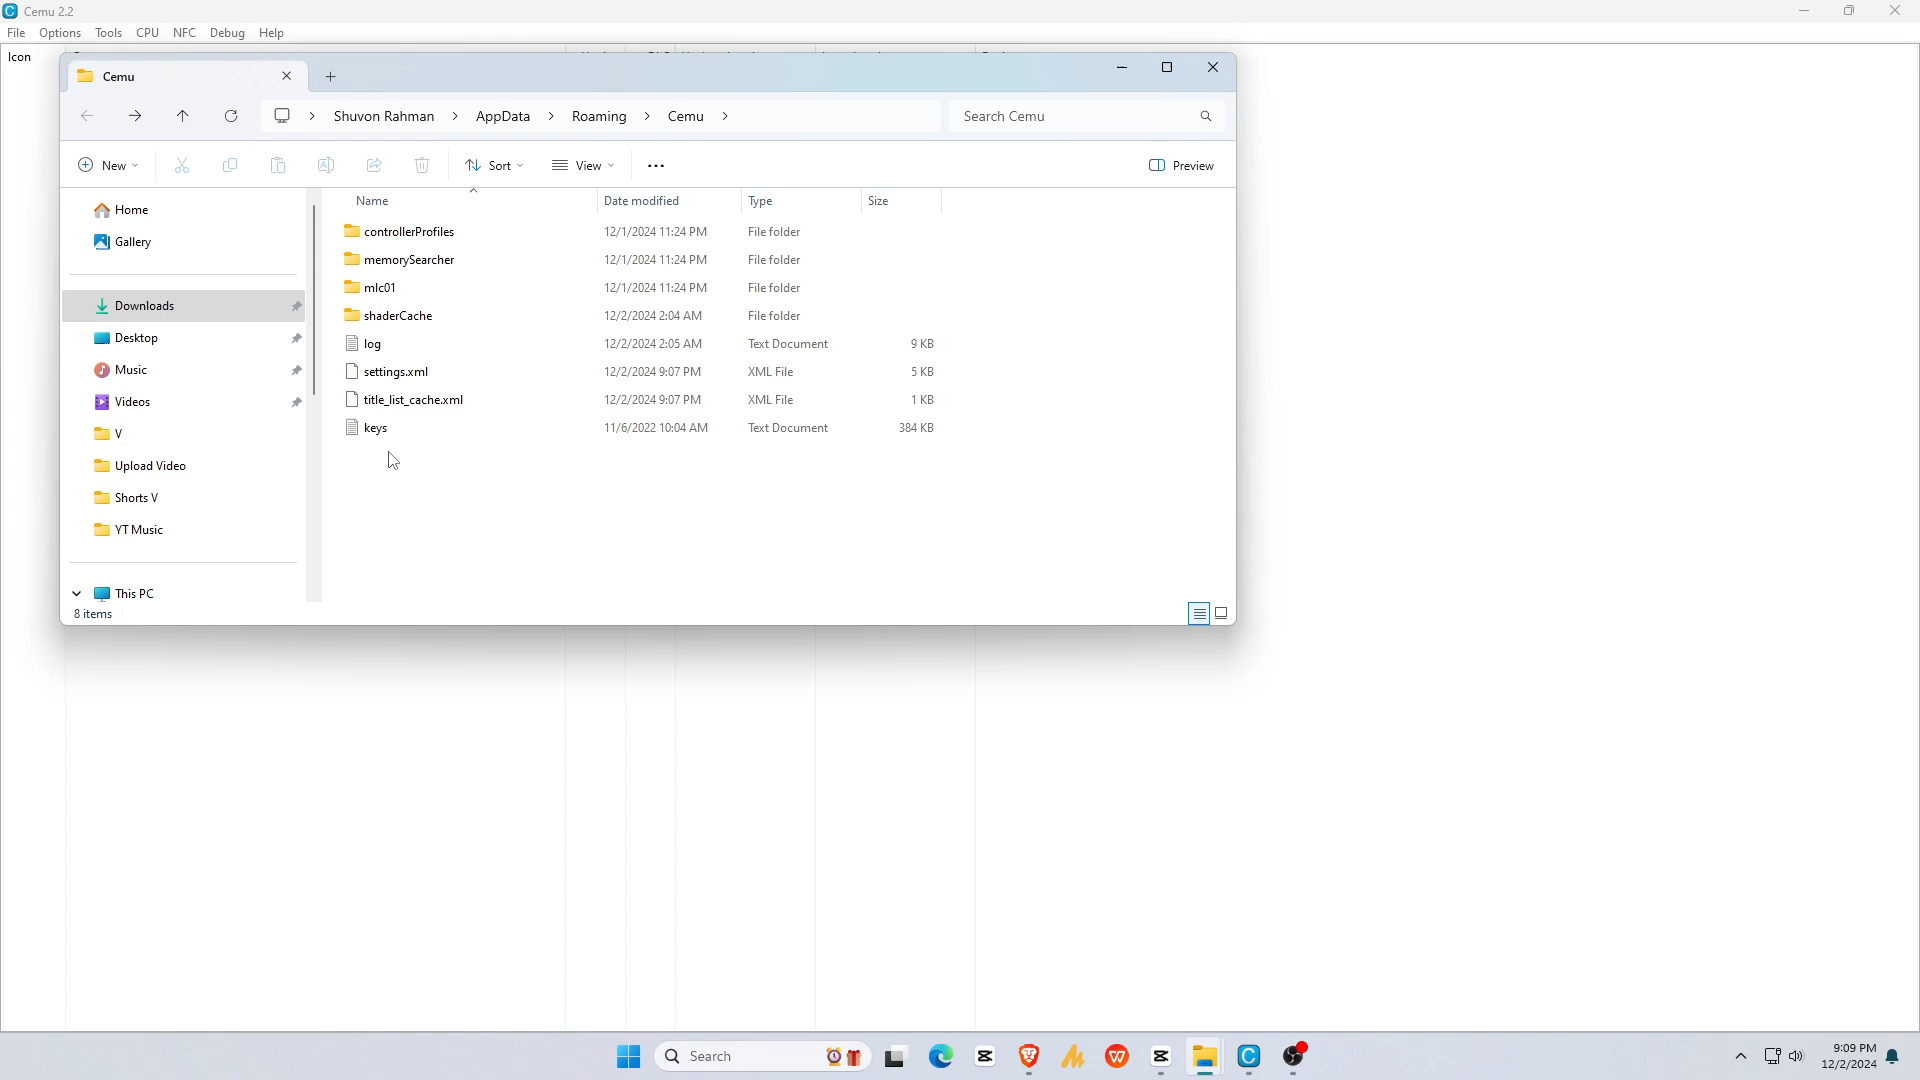 Cemu 2.2
File Options Tools CPU NFC Debug Help
Icon
Cemu
Shuvon Rahman > AppData > Roaming > Cemu >
Search Cemu
New
Sort
View
Preview
Name Date modified Type Size
Home
Gallery
Downloads
Desktop
Music
Videos
V
Upload Video
Shorts V
YT Music
This PC
controllerProfiles 12/1/2024 11:24 PM File folder
memorySearcher 12/1/2024 11:24 PM File folder
mlc01 12/1/2024 11:24 PM File folder
shaderCache 12/2/2024 2:04 AM File folder
log 12/2/2024 2:05 AM Text Document 9 KB
settings.xml 12/2/2024 9:07 PM XML File 5 KB
title_list_cache.xml 12/2/2024 9:07 PM XML File 1 KB
keys 11/6/2022 10:04 AM Text Document 384 KB
8 items
Search
9:09 PM
12/2/2024